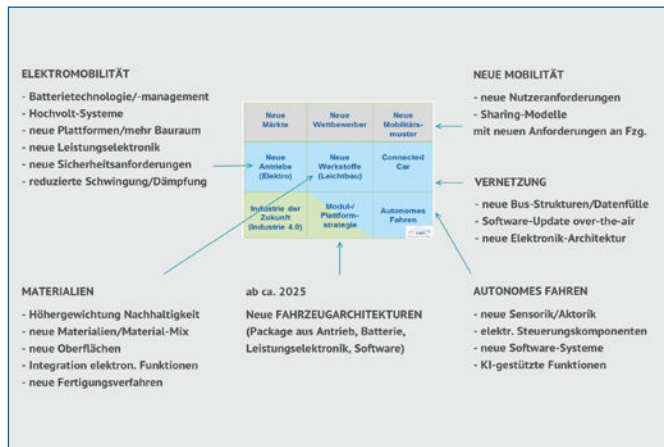 ELEKTROMOBILITÄT
- Batterietechnologie/-management
- Hochvolt-Systeme
- neue Plattformen/mehr Bauraum
- neue Leistungselektronik
- neue Sicherheitsanforderungen
- reduzierte Schwingung/Dämpfung
Neue
Märkte
Neue
Wettbewerber
Neue
Mobilitäts-
muster
Neue
Antriebe
(Elektro)
Neue
Werkstoffe
(Leichtbau)
Connected
Car
Industrie der
Zukunft
(Industrie 4.0)
Modul-/
Plattform-
strategie
Autonomes
Fahren
NEUE MOBILITÄT
- neue Nutzeranforderungen
- Sharing-Modelle
mit neuen Anforderungen an Fzg.
VERNETZUNG
- neue Bus-Strukturen/Datenfülle
- Software-Update over-the-air
- neue Elektronik-Architektur
MATERIALIEN
- Höhergewichtung Nachhaltigkeit
- neue Materialien/Material-Mix
- neue Oberflächen
- Integration elektron. Funktionen
- neue Fertigungsverfahren
ab ca. 2025
Neue FAHRZEUGARCHITEKTUREN
(Package aus Antrieb, Batterie,
Leistungselektronik, Software)
AUTONOMES FAHREN
- neue Sensorik/Aktorik
- elektr. Steuerungskomponenten
- neue Software-Systeme
- KI-gestützte Funktionen